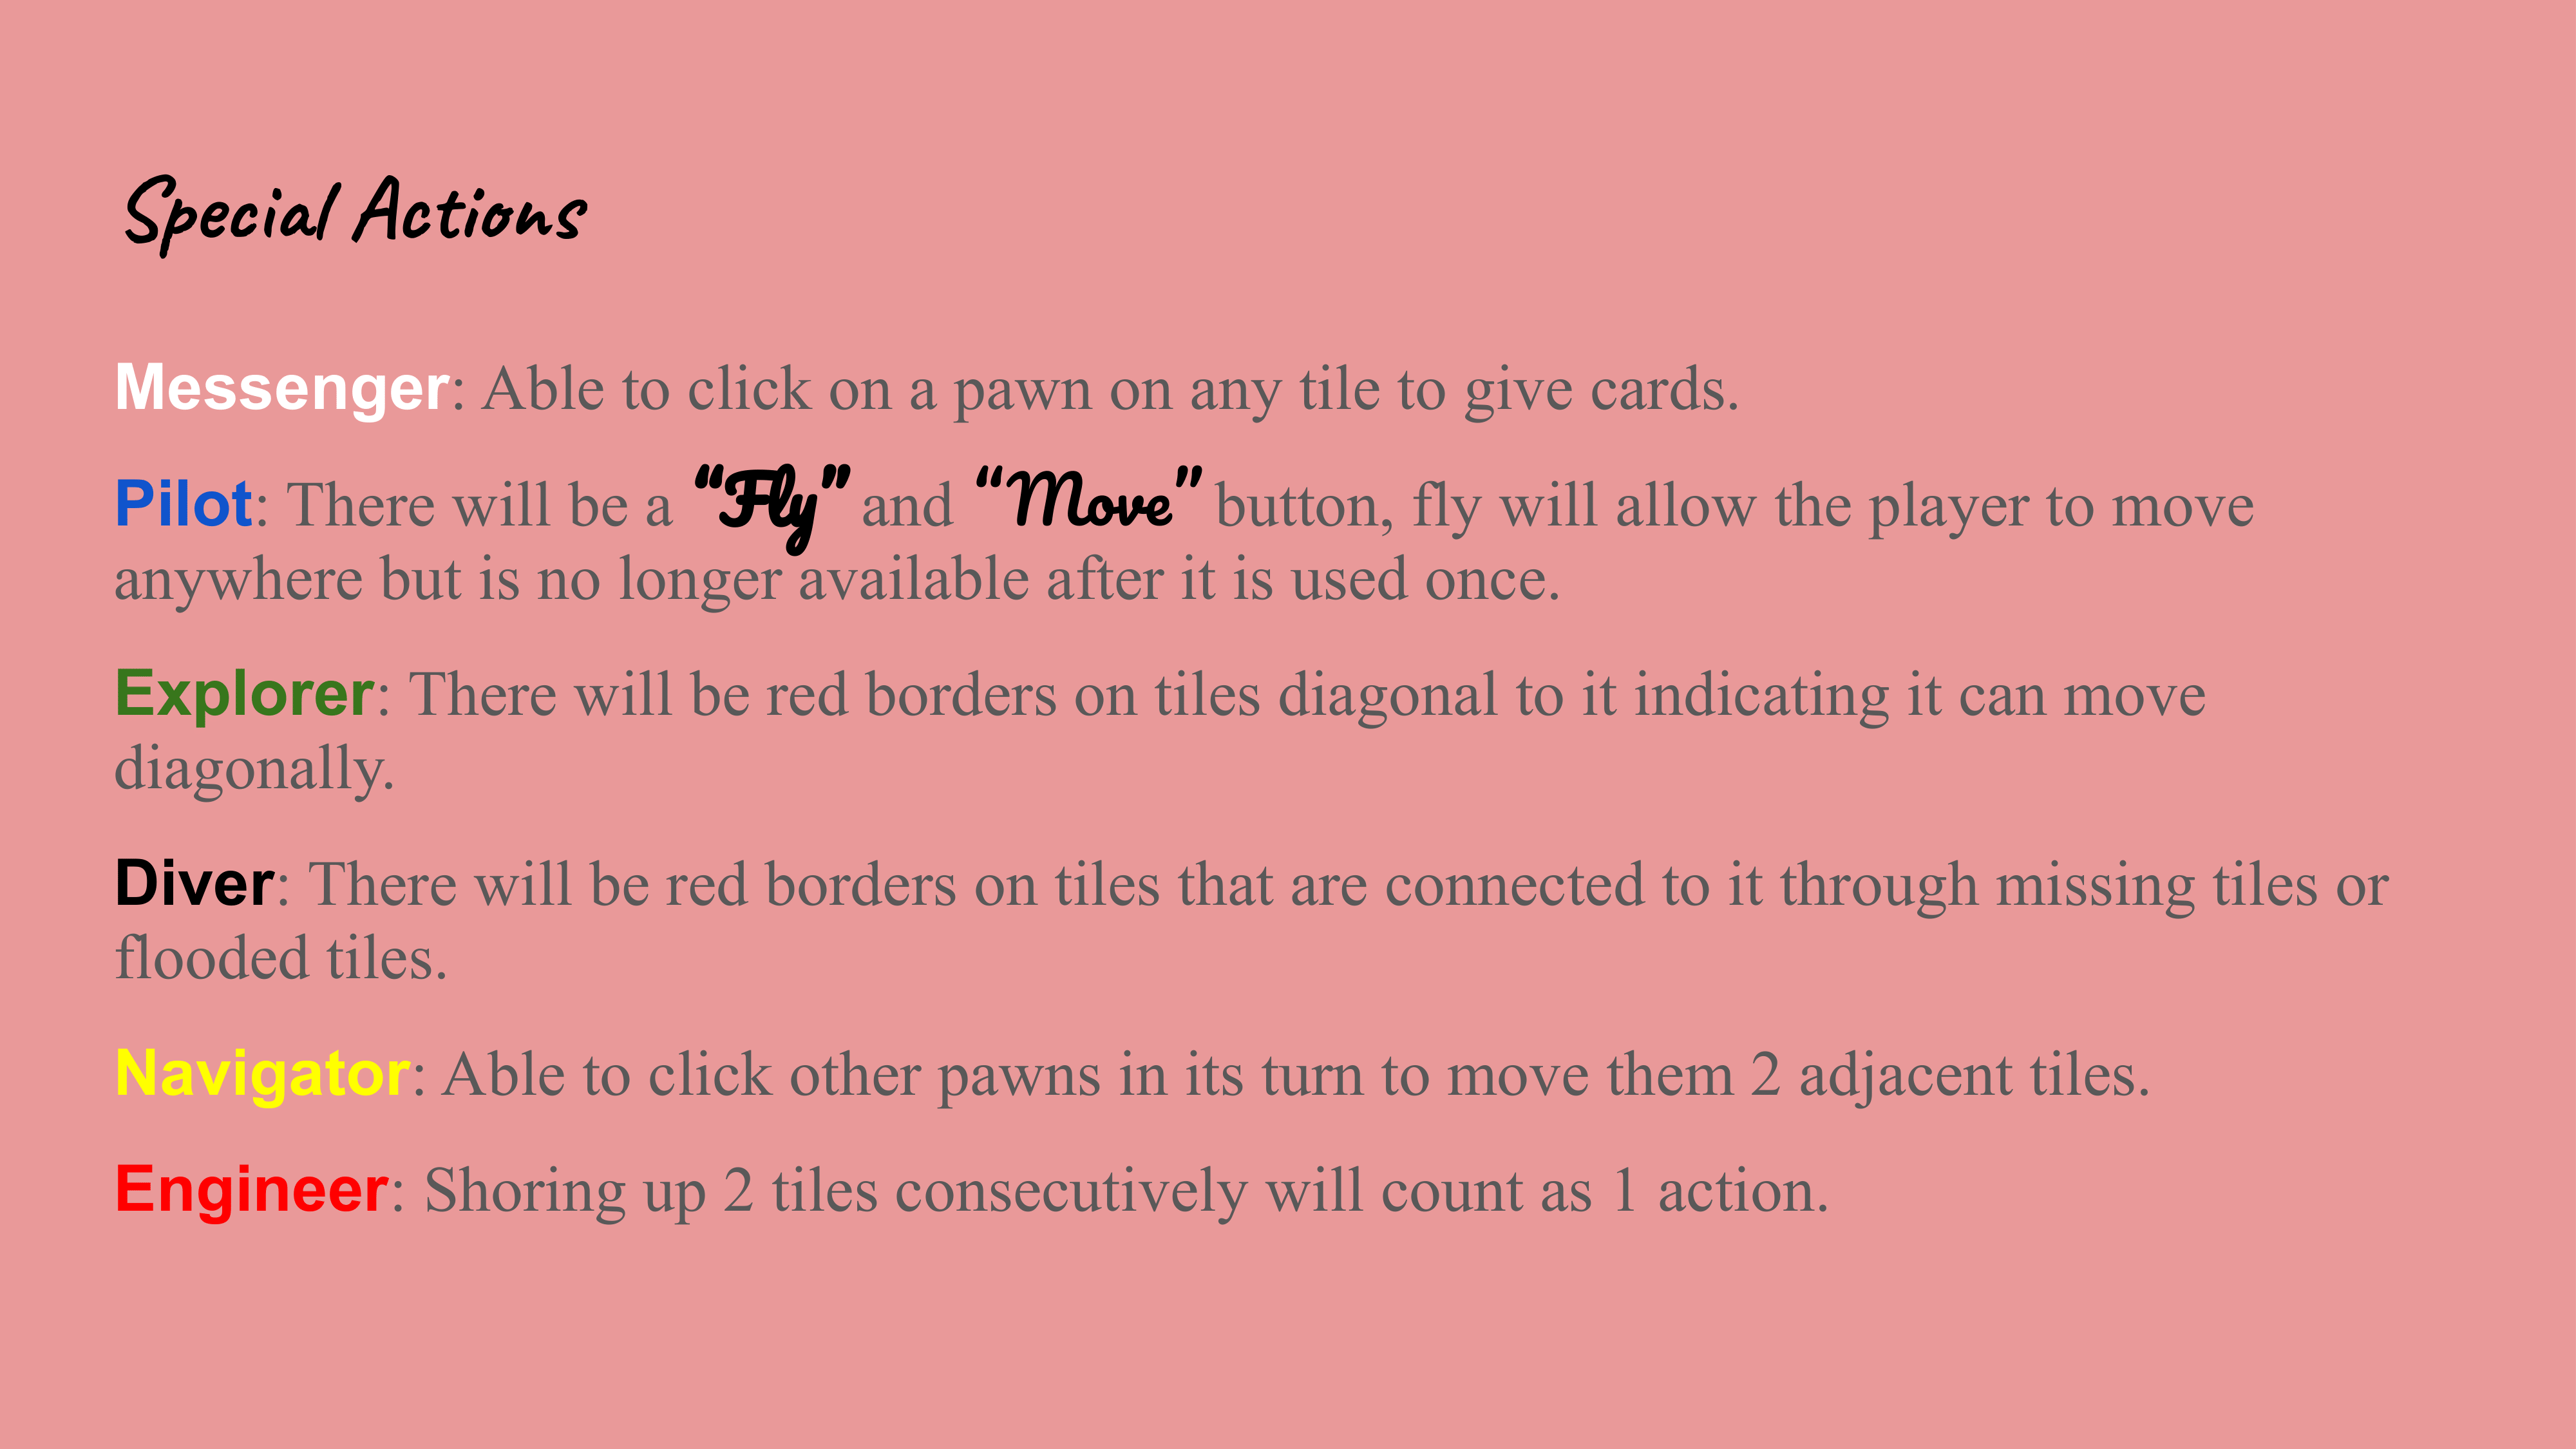 Special Actions
Messenger: Able to click on a pawn on any tile to give cards.
Pilot: There will be a “Fly” and “Move” button, fly will allow the player to move
anywhere but is no longer available after it is used once.
Explorer: There will be red borders on tiles diagonal to it indicating it can move
diagonally.
Diver: There will be red borders on tiles that are connected to it through missing tiles or
flooded tiles.
Navigator: Able to click other pawns in its turn to move them 2 adjacent tiles.
Engineer: Shoring up 2 tiles consecutively will count as 1 action.